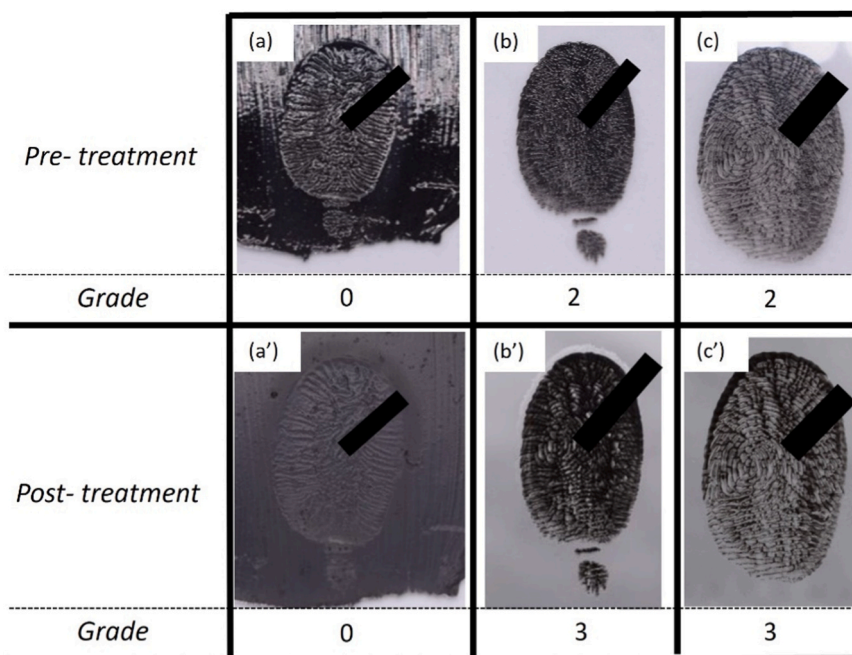 (a) (b) (c)
Pre- treatment
Grade 0 2 2
(a’) (b’) (c’)
Post- treatment
Grade 0 3 3